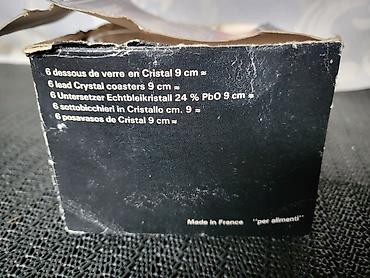 6 dessous de verre en Cristal 9 cm ≈
6 lead Crystal coasters 9 cm ≈
6 Untersetzer Echtbleikristall 24 % PbO 9 cm ≈
6 sottobicchieri in Cristallo cm. 9 ≈
6 posavasos de Cristal 9 cm ≈
Made in France "per alimenti"